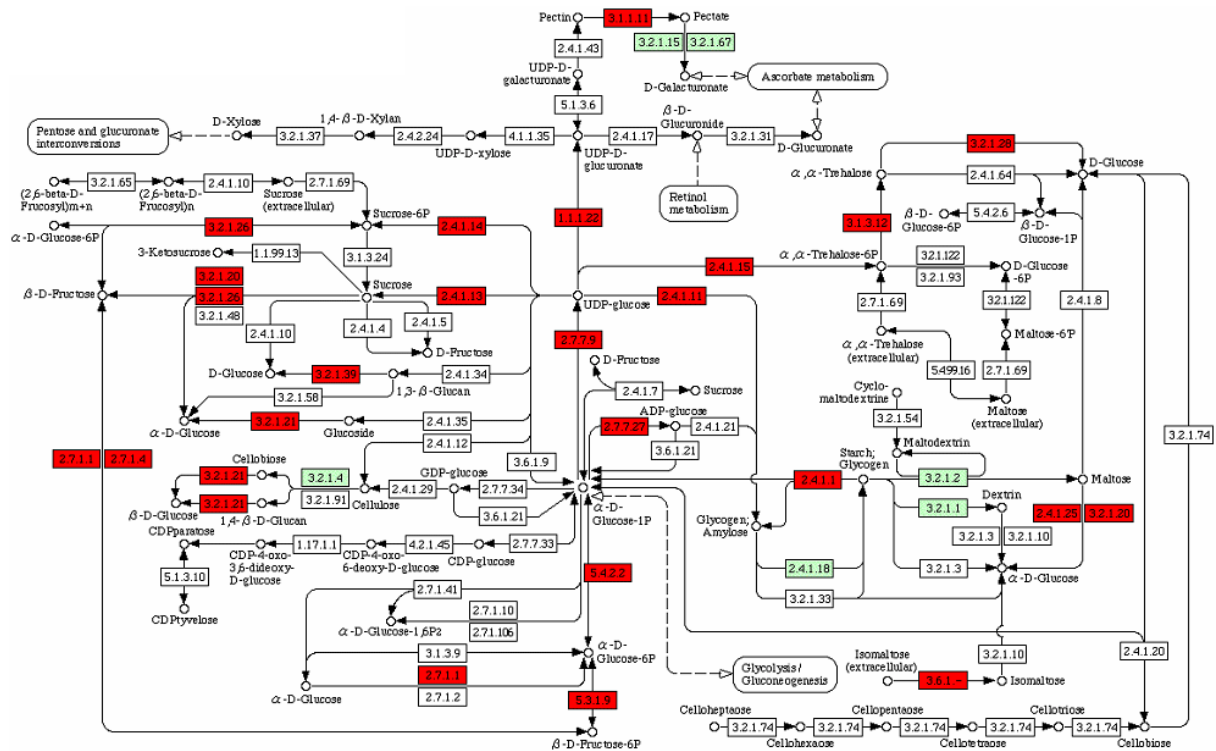 Pectin
3.1.1.11
Pectate
2.4.1.43
3.2.1.15
3.2.1.67
UDP-D-
galacturonate
D-Galacturonate
Ascorbate metabolism
5.1.3.6
Pentose and glucuronate
interconversions
D-Xylose
3.2.1.37
1,4-β-D-Xylan
2.4.2.24
UDP-D-xylose
4.1.1.35
UDP-D-
glucuronate
2.4.1.17
β-D-
Glucuronide
3.2.1.31
D-Glucuronate
Retinol
metabolism
3.2.1.28
α,α-Trehalose
2.4.1.64
D-Glucose
(2,6-beta-D-
Frucosyl)m+n
3.2.1.65
(2,6-beta-D-
Frucosyl)n
2.4.1.10
Sucrose
(extracellular)
2.7.1.69
3.1.3.12
β-D-
Glucose-6P
5.4.2.6
β-D-
Glucose-1P
α-D-Glucose-6P
3.2.1.26
Sucrose-6P
2.4.1.14
1.1.1.22
3-Ketosucrose
1.1.99.13
3.1.3.24
2.4.1.15
α,α-Trehalose-6P
3.2.1.122
3.2.1.93
D-Glucose
-6P
β-D-Fructose
3.2.1.20
3.2.1.26
3.2.1.48
Sucrose
2.4.1.13
UDP-glucose
2.4.1.11
2.7.1.69
3.2.1.122
2.4.1.8
2.4.1.10
2.4.1.4
2.4.1.5
D-Fructose
2.7.7.9
α,α-Trehalose
(extracellular)
Maltose-6'P
5.4.99.16
2.7.1.69
Maltose
(extracellular)
D-Glucose
3.2.1.39
1,3-β-Glucan
2.4.1.34
3.2.1.58
D-Fructose
2.4.1.7
Sucrose
Cyclo-
maltodextrine
3.2.1.54
α-D-Glucose
3.2.1.21
Glucoside
2.4.1.35
2.4.1.12
2.7.7.27
ADP-glucose
2.4.1.21
3.6.1.21
Maltodextrin
3.2.1.74
2.7.1.1
2.7.1.4
3.6.1.9
Starch;
Glycogen
3.2.1.2
Maltose
Cellobiose
3.2.1.21
3.2.1.4
3.2.1.91
Cellulose
2.4.1.29
GDP-glucose
2.7.7.34
3.6.1.21
α-D-
Glucose-1P
2.4.1.1
3.2.1.1
Dextrin
2.4.1.25
3.2.1.20
β-D-Glucose
3.2.1.21
1,4-β-D-Glucan
Glycogen;
Amylose
3.2.1.3
3.2.1.10
CDPparatose
1.17.1.1
CDP-4-oxo-
3,6-dideoxy-
D-glucose
4.2.1.45
CDP-4-oxo-
6-deoxy-D-glucose
CDP-glucose
2.7.7.33
2.4.1.18
3.2.1.3
α-D-Glucose
5.1.3.10
CDPtyvelose
5.4.2.2
3.2.1.33
2.7.1.41
2.7.1.10
2.7.1.106
α-D-Glucose-1,6P2
3.1.3.9
α-D-
Glucose-6P
Glycolysis /
Gluconeogenesis
Isomaltose
(extracellular)
3.2.1.10
2.4.1.20
2.7.1.1
2.7.1.2
α-D-Glucose
3.6.1.-
Isomaltose
5.3.1.9
β-D-Fructose-6P
Celloheptaose
3.2.1.74
Cellohexaose
3.2.1.74
Cellopentaose
3.2.1.74
Cellotetraose
3.2.1.74
Cellotriose
3.2.1.74
Cellobiose